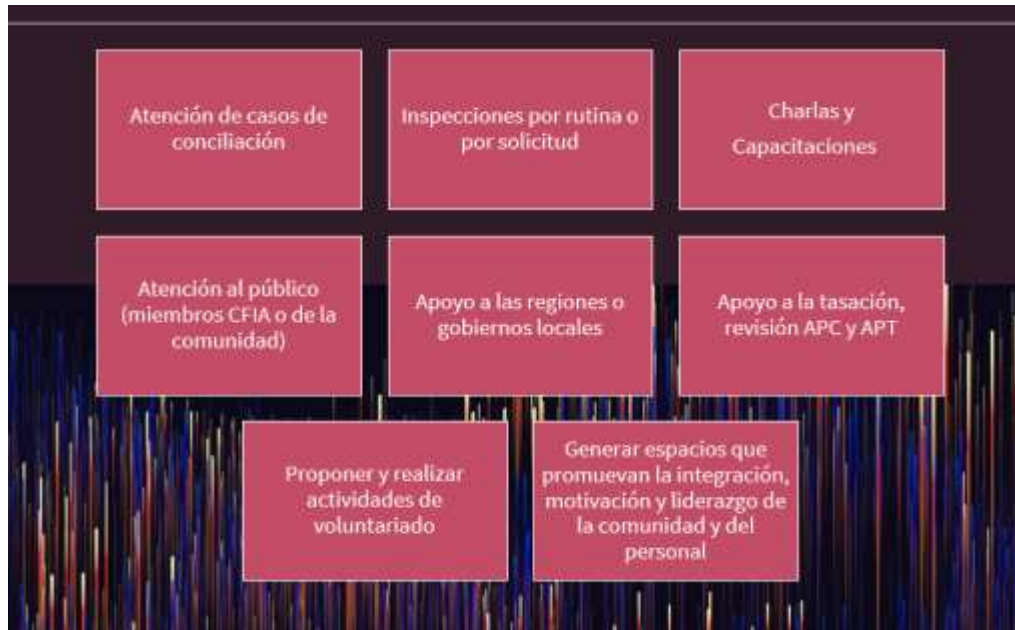 Atención de casos de
conciliación
Inspecciones por rutina o
por solicitud
Charlas y
Capacitaciones
Atención al público
(miembros CFIA o de la
comunidad)
Apoyo a las regiones o
gobiernos locales
Apoyo a la tasación,
revisión APC y APT
Proponer y realizar
actividades de
voluntariado
Generar espacios que
promuevan la integración,
motivación y liderazgo de
la comunidad y del
personal